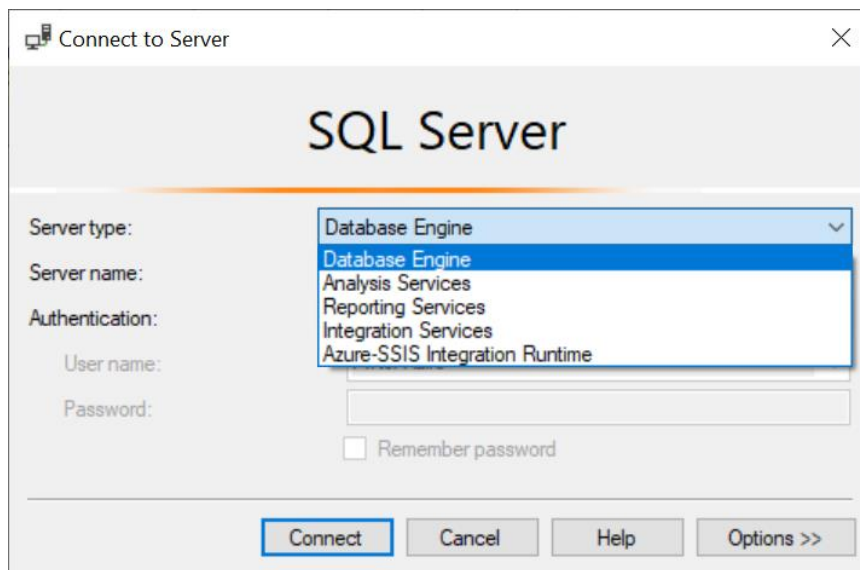 Connect to Server
SQL Server
Server type:
Database Engine
Database Engine
Analysis Services
Reporting Services
Integration Services
Azure-SSIS Integration Runtime
Server name:
Authentication:
User name:
Password:
Remember password
Connect
Cancel
Help
Options >>